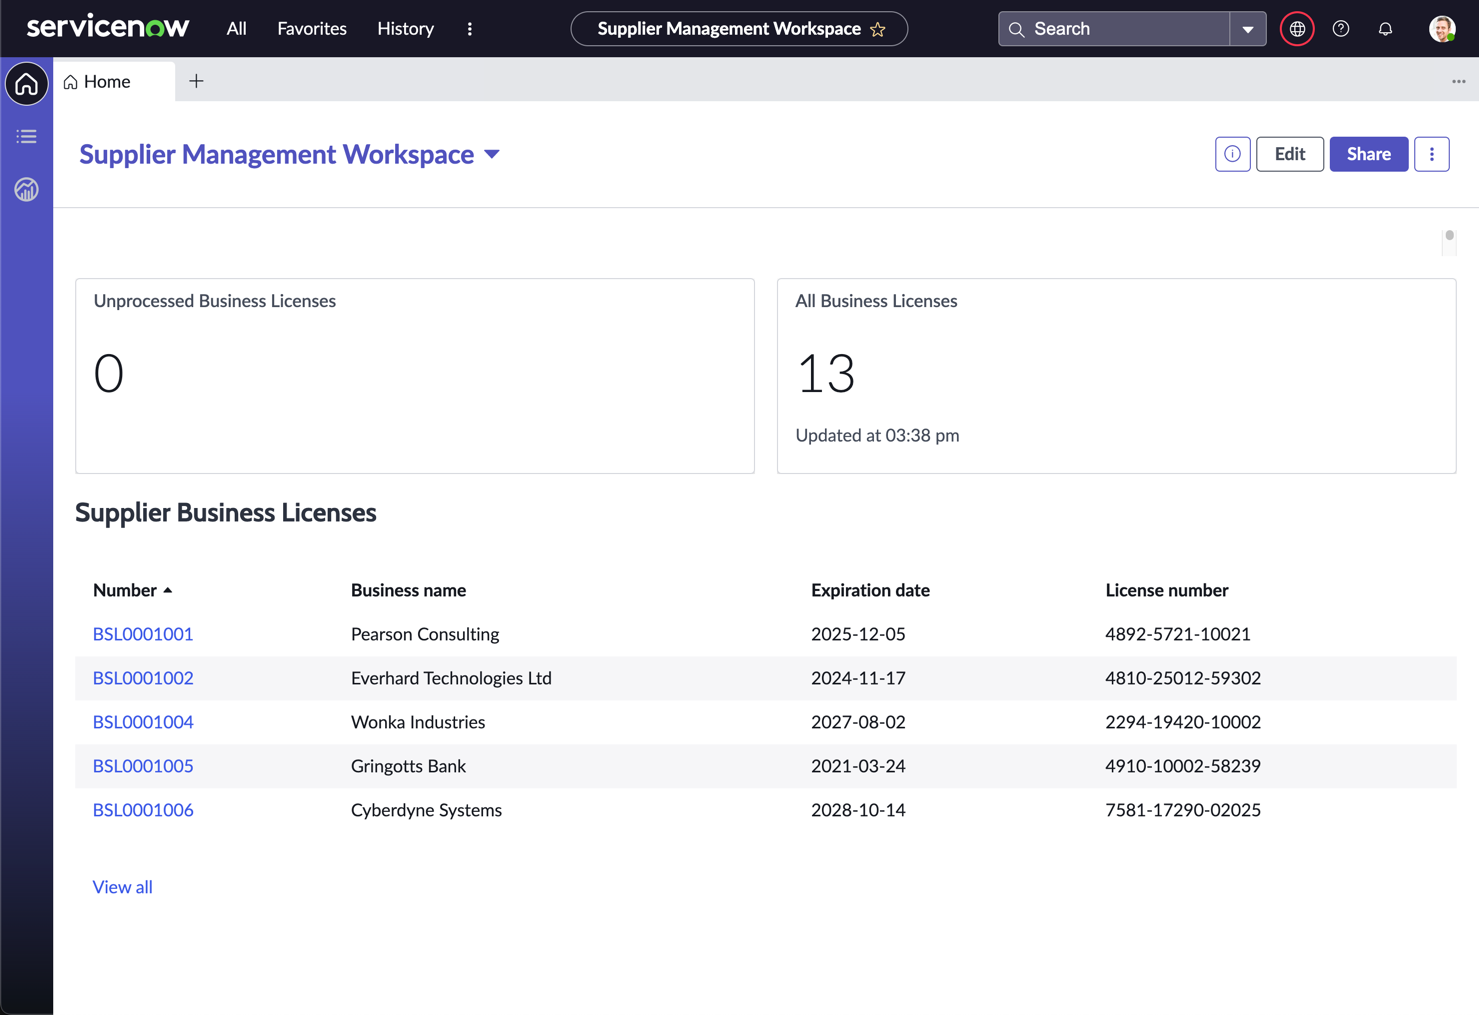 servicenow
All
Favorites
History
Supplier Management Workspace
Search
Home
Supplier Management Workspace
Edit
Share
Unprocessed Business Licenses
0
All Business Licenses
13
Updated at 03:38 pm
Supplier Business Licenses
Number Business name Expiration date License number
BSL0001001 Pearson Consulting 2025-12-05 4892-5721-10021
BSL0001002 Everhard Technologies Ltd 2024-11-17 4810-25012-59302
BSL0001004 Wonka Industries 2027-08-02 2294-19420-10002
BSL0001005 Gringotts Bank 2021-03-24 4910-10002-58239
BSL0001006 Cyberdyne Systems 2028-10-14 7581-17290-02025
View all